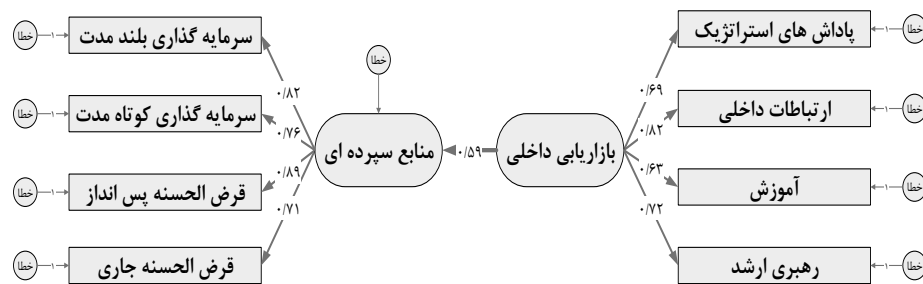 پاداش های استراتژیک
خطا
۱
۰/۶۹
ارتباطات داخلی
خطا
۱
۰/۸۲
آموزش
خطا
۱
۰/۶۳
رهبری ارشد
خطا
۱
۰/۷۲
بازاریابی داخلی
۰/۵۹
خطا
منابع سپرده ای
سرمایه گذاری بلند مدت
۱
خطا
۰/۸۲
سرمایه گذاری کوتاه مدت
۱
خطا
۰/۷۶
قرض الحسنه پس انداز
۱
خطا
۰/۸۹
قرض الحسنه جاری
۱
خطا
۰/۷۱